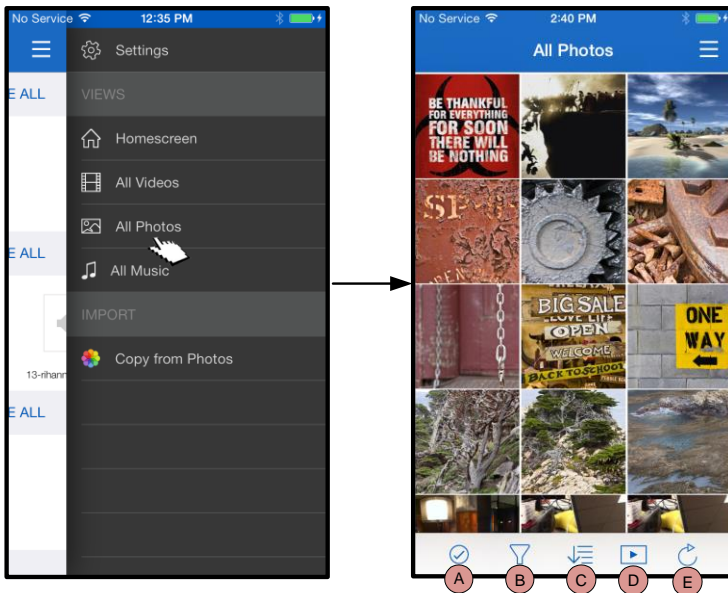 No Service 12:35 PM
Settings
E ALL
VIEWS
Homescreen
All Videos
All Photos
E ALL
All Music
IMPORT
Copy from Photos
13-rihann
E ALL
No Service 2:40 PM
All Photos
BE THANKFUL
FOR EVERYTHING
FOR SOON
THERE WILL
BE NOTHING
BIG SALE
LOVE LIFE
OPEN
WELCOME
BACK TO SCHOOL
ONE
WAY
A B C D E